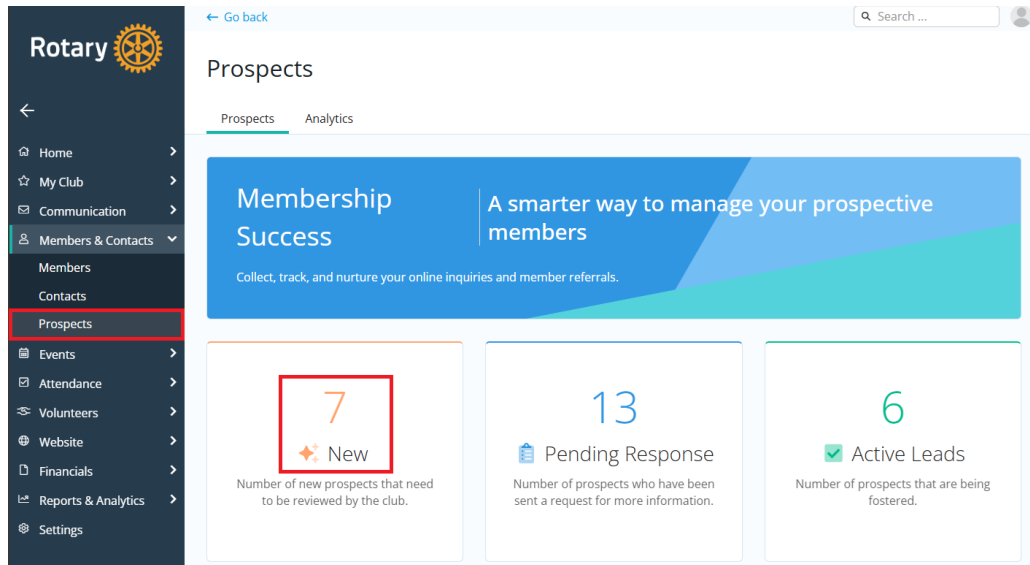 ← Go back
Search ...
Rotary
Prospects
Prospects Analytics
Home
My Club
Communication
Members & Contacts
Members
Contacts
Prospects
Events
Attendance
Volunteers
Website
Financials
Reports & Analytics
Settings
Membership
Success
A smarter way to manage your prospective
members
Collect, track, and nurture your online inquiries and member referrals.
7
New
Number of new prospects that need
to be reviewed by the club.
13
Pending Response
Number of prospects who have been
sent a request for more information.
6
Active Leads
Number of prospects that are being
fostered.